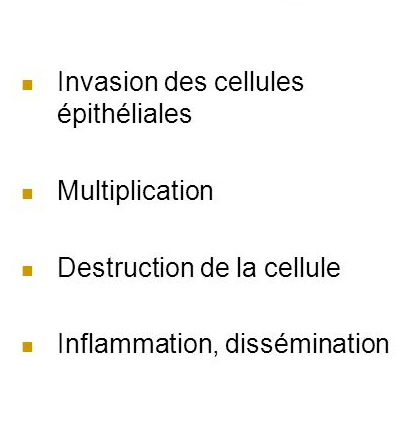 Invasion des cellules
épithéliales
Multiplication
Destruction de la cellule
Inflammation, dissémination